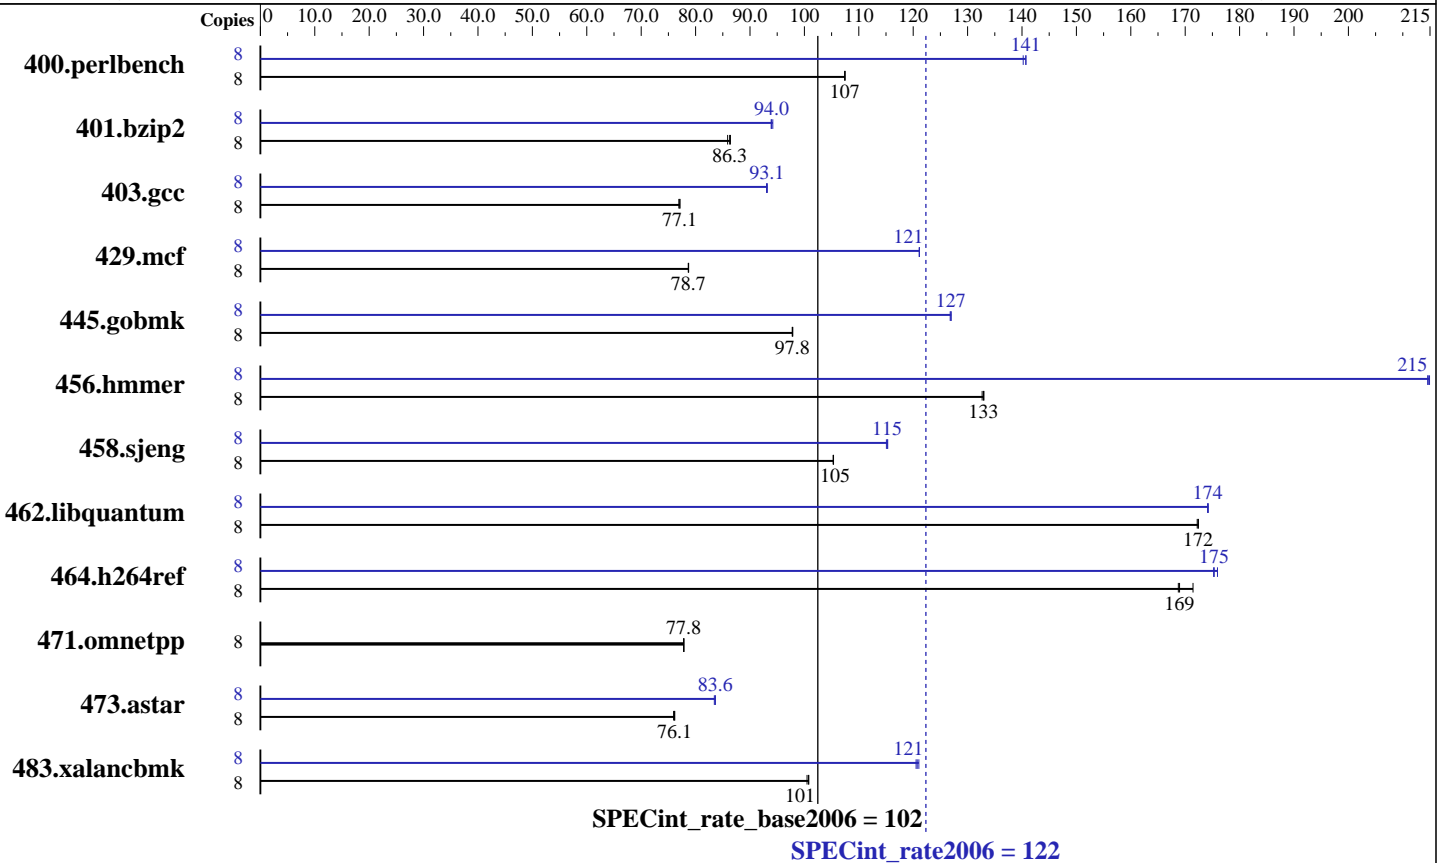 Copies 0 10.0 20.0 30.0 40.0 50.0 60.0 70.0 80.0 90.0 100 110 120 130 140 150 160 170 180 190 200 215
400.perlbench 8 141
8 107
401.bzip2 8 94.0
8 86.3
403.gcc 8 93.1
8 77.1
429.mcf 8 121
8 78.7
445.gobmk 8 127
8 97.8
456.hmmer 8 215
8 133
458.sjeng 8 115
8 105
462.libquantum 8 174
8 172
464.h264ref 8 175
8 169
471.omnetpp 8 77.8
473.astar 8 83.6
8 76.1
483.xalancbmk 8 121
8 101
SPECint_rate_base2006 = 102
SPECint_rate2006 = 122